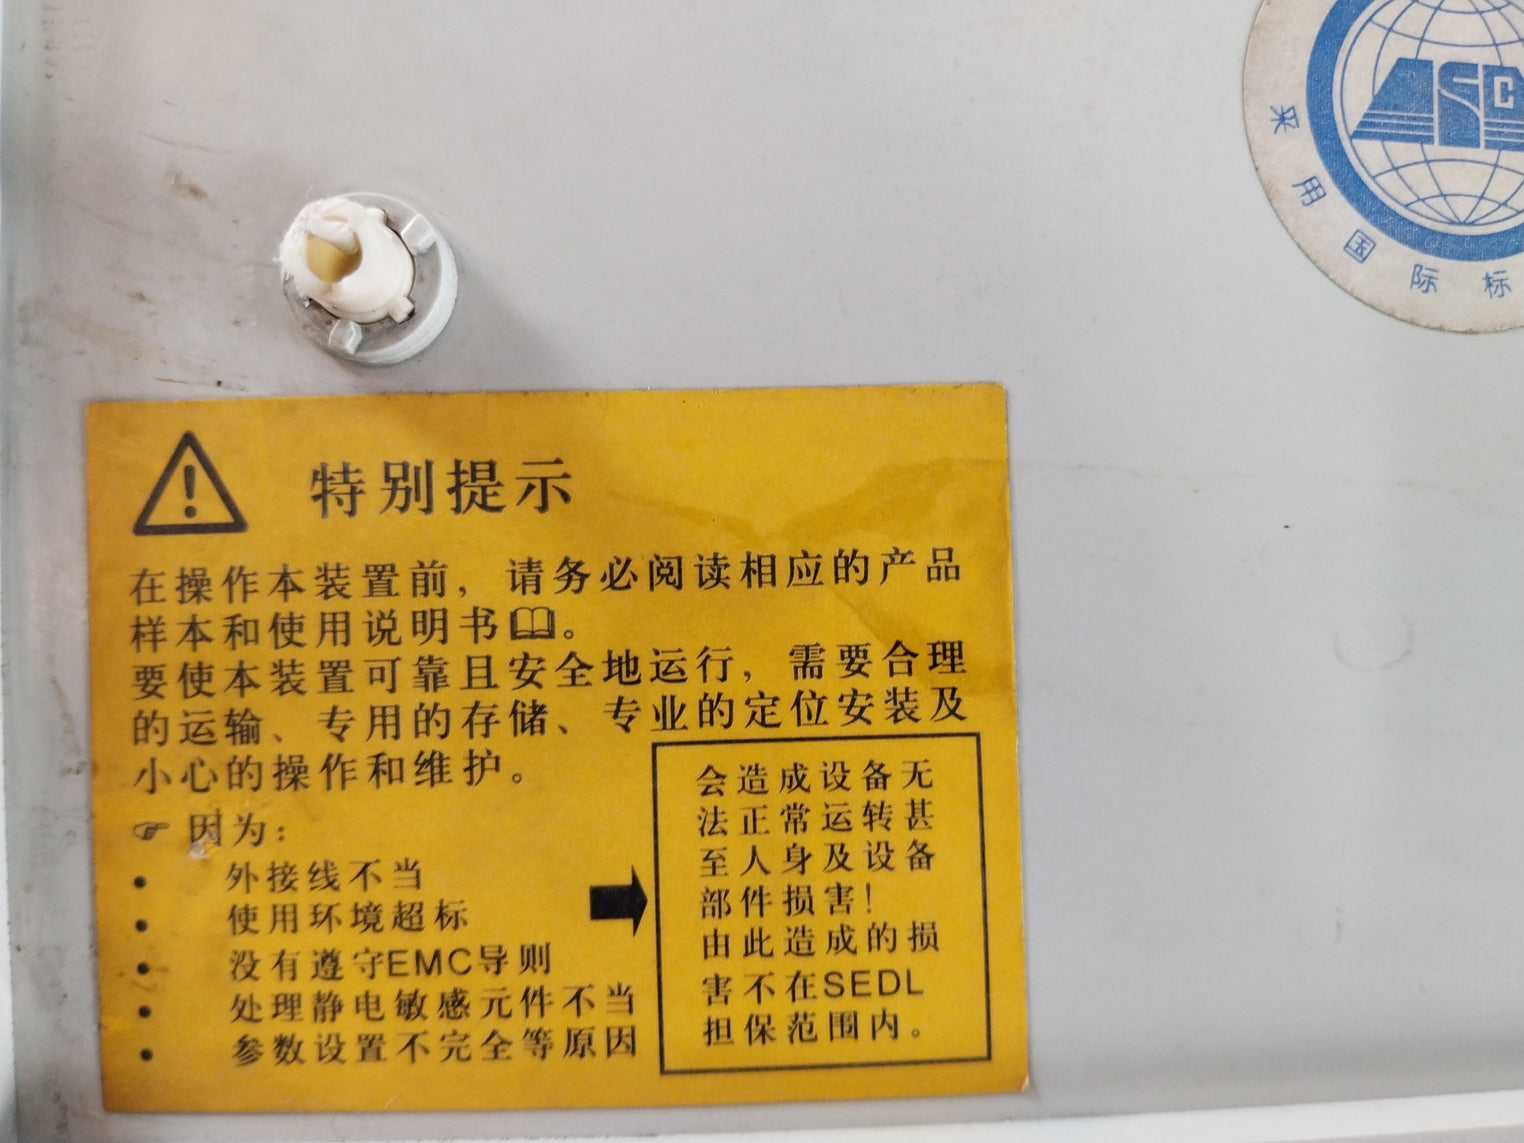 ASC
采用国际标
特别提示
在操作本装置前，请务必阅读相应的产品
样本和使用说明书。
要使本装置可靠且安全地运行，需要合理
的运输、专用的存储、专业的定位安装及
小心的操作和维护。
因为：
外接线不当
使用环境超标
没有遵守EMC导则
处理静电敏感元件不当
参数设置不完全等原因
会造成设备无
法正常运转甚
至人身及设备
部件损害！
由此造成的损
害不在SEDL
担保范围内。